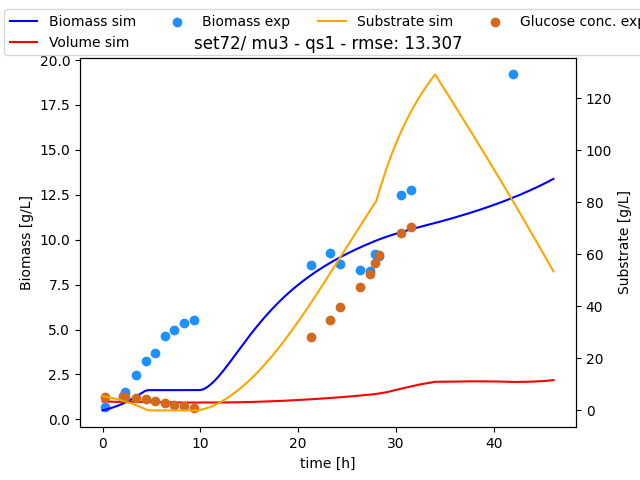 Biomass sim
Biomass exp
Substrate sim
Glucose conc. exp
Volume sim
set72/ mu3 - qs1 - rmse: 13.307
20.0
17.5
15.0
12.5
10.0
7.5
5.0
2.5
0.0
Biomass [g/L]
120
100
80
60
40
20
0
Substrate [g/L]
0
10
20
30
40
time [h]